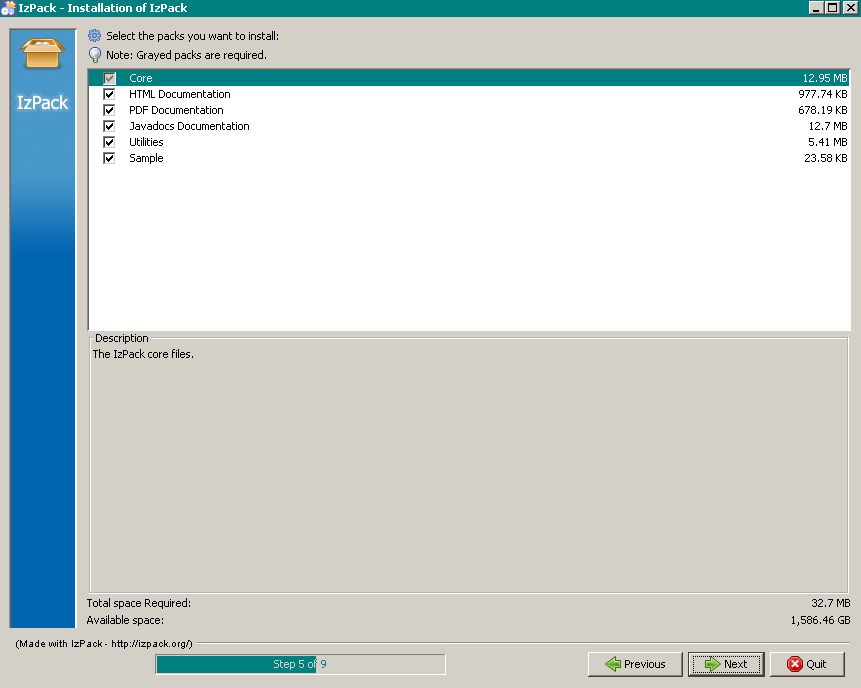 IzPack - Installation of IzPack
IzPack
Select the packs you want to install:
Note: Grayed packs are required.
Core 12.95 MB
HTML Documentation 977.74 KB
PDF Documentation 678.19 KB
Javadocs Documentation 12.7 MB
Utilities 5.41 MB
Sample 23.58 KB
Description
The IzPack core files.
Total space Required: 32.7 MB
Available space: 1,586.46 GB
(Made with IzPack - http://izpack.org/)
Step 5 of 9
Previous
Next
Quit